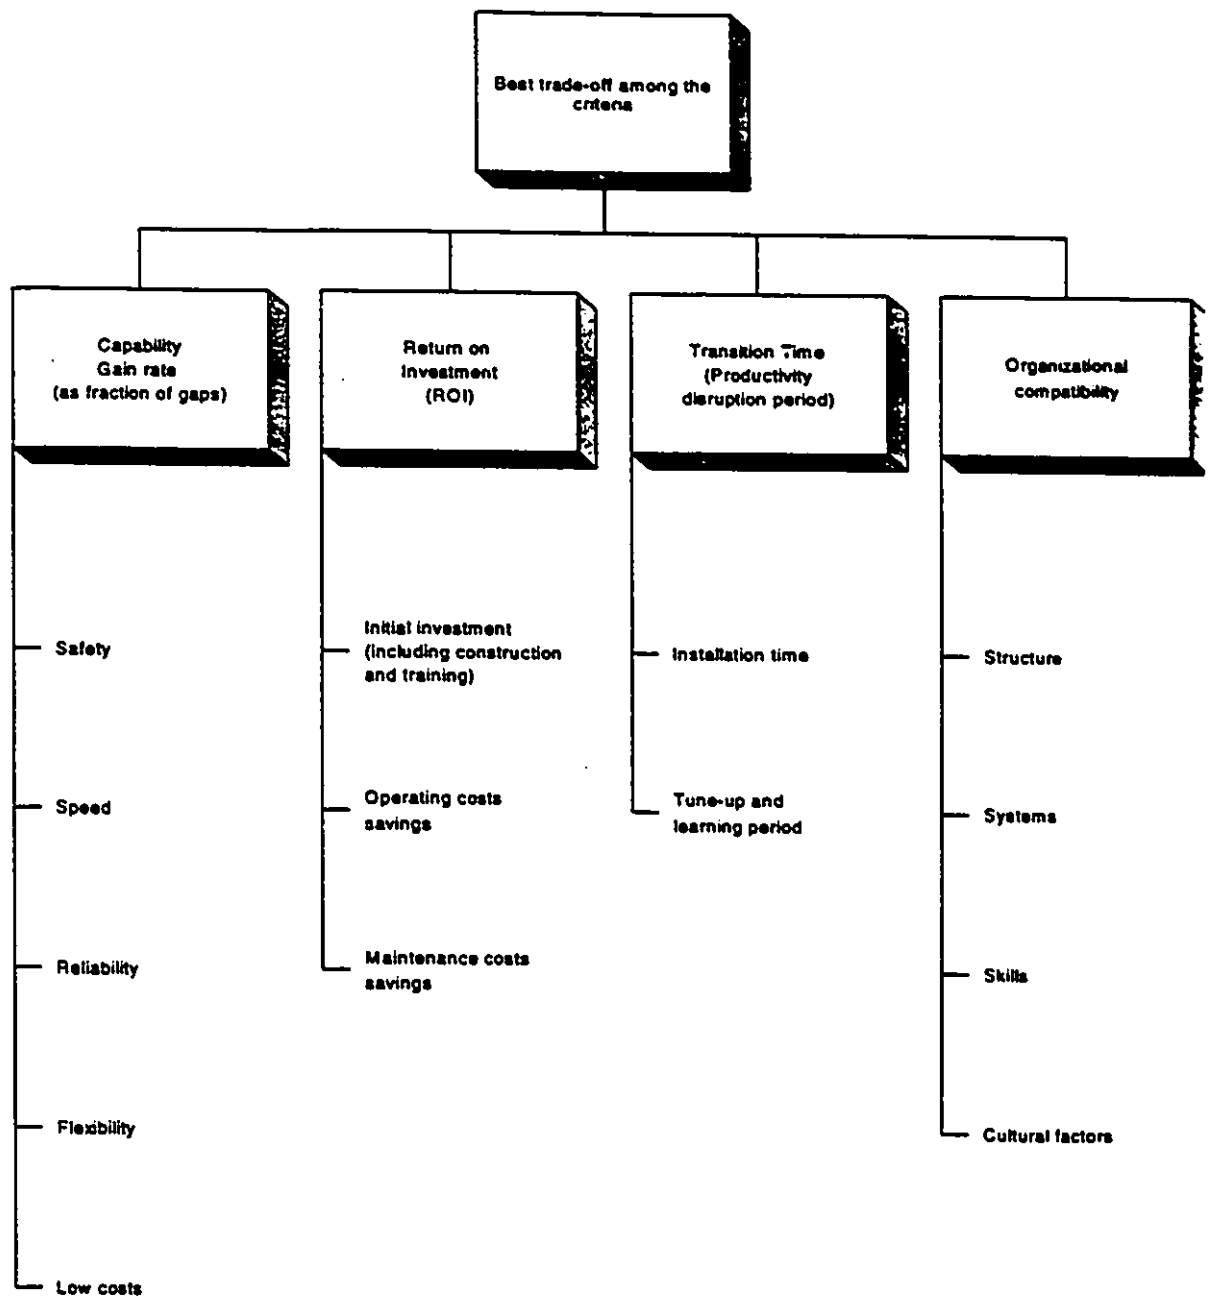 Best trade-off among the
criteria
Capability
Gain rate
(as fraction of gaps)
Return on
Investment
(ROI)
Transition Time
(Productivity
disruption period)
Organizational
compatibility
Safety
Speed
Reliability
Flexibility
Low costs
Initial investment
(including construction
and training)
Operating costs
savings
Maintenance costs
savings
Installation time
Tune-up and
learning period
Structure
Systems
Skills
Cultural factors